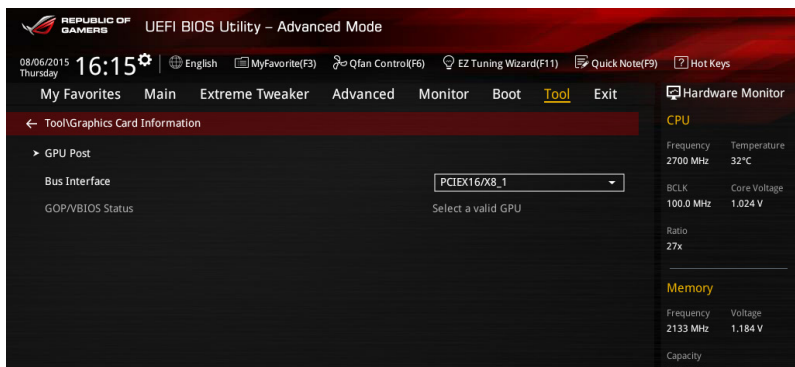 REPUBLIC OF
GAMERS
UEFI BIOS Utility – Advanced Mode
08/06/2015
Thursday
16:15
English
MyFavorite(F3)
Qfan Control(F6)
EZ Tuning Wizard(F11)
Quick Note(F9)
? Hot Keys
My Favorites Main Extreme Tweaker Advanced Monitor Boot Tool Exit
Hardware Monitor
← Tool\Graphics Card Information
GPU Post
Bus Interface PCIEX16/X8_1
GOP/VBIOS Status Select a valid GPU
CPU
Frequency Temperature
2700 MHz 32°C
BCLK Core Voltage
100.0 MHz 1.024 V
Ratio
27x
Memory
Frequency Voltage
2133 MHz 1.184 V
Capacity